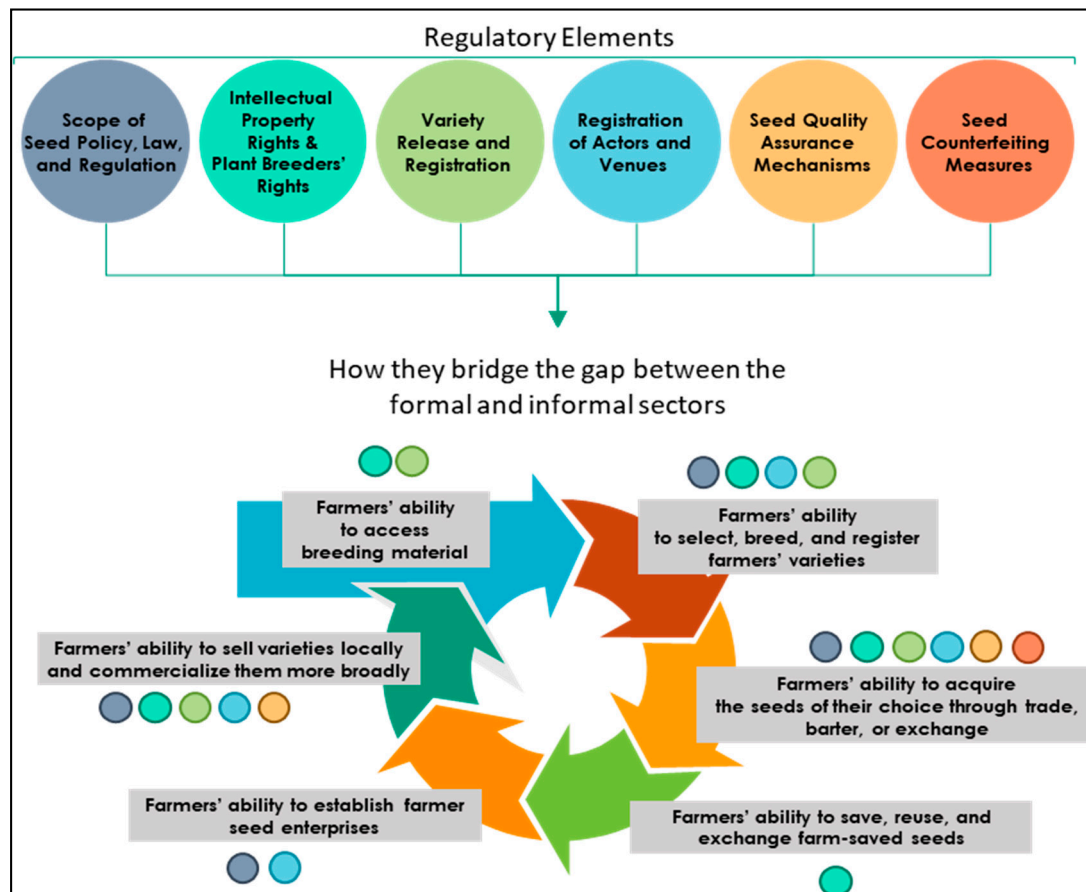 Regulatory Elements
Scope of
Seed Policy, Law,
and Regulation
Intellectual
Property
Rights &
Plant Breeders'
Rights
Variety
Release and
Registration
Registration
of Actors and
Venues
Seed Quality
Assurance
Mechanisms
Seed
Counterfeiting
Measures
How they bridge the gap between the
formal and informal sectors
Farmers' ability
to access
breeding material
Farmers' ability
to select, breed, and register
farmers' varieties
Farmers' ability to sell varieties locally
and commercialize them more broadly
Farmers' ability to acquire
the seeds of their choice through trade,
barter, or exchange
Farmers' ability to establish farmer
seed enterprises
Farmers' ability to save, reuse, and
exchange farm-saved seeds